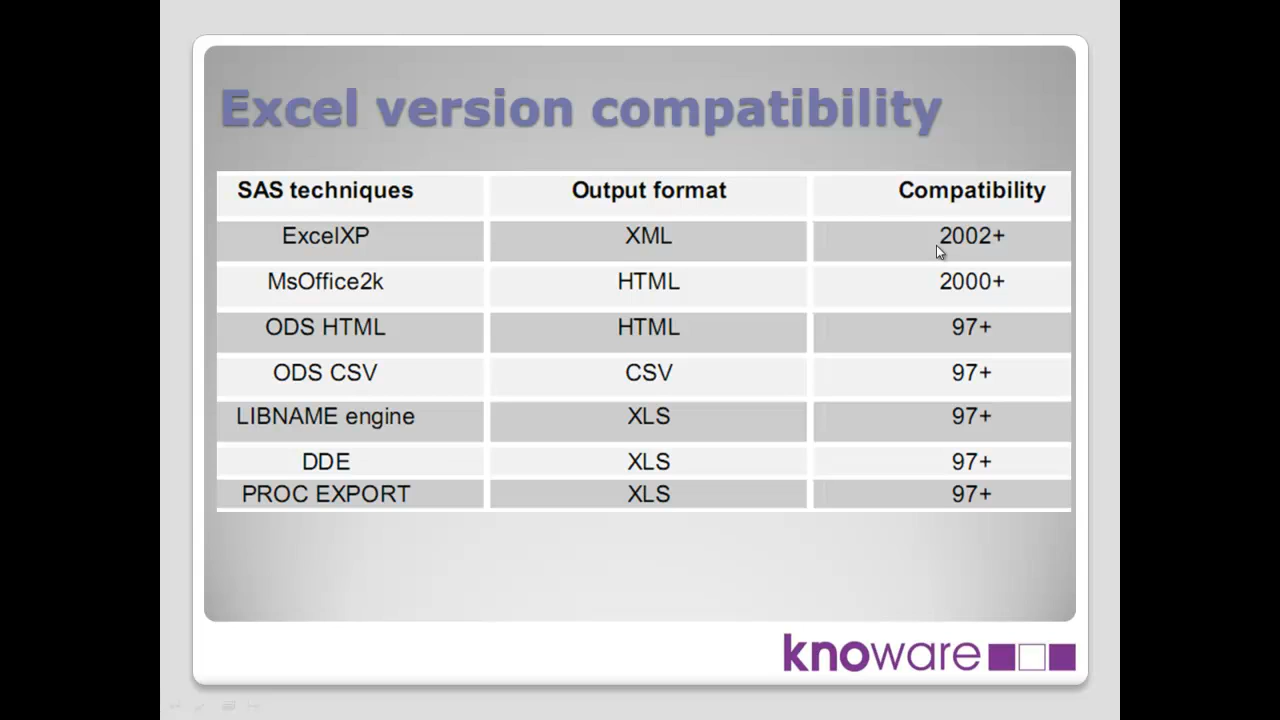 Excel version compatibility
SAS techniques Output format Compatibility
ExcelXP XML 2002+
MsOffice2k HTML 2000+
ODS HTML HTML 97+
ODS CSV CSV 97+
LIBNAME engine XLS 97+
DDE XLS 97+
PROC EXPORT XLS 97+
knoware